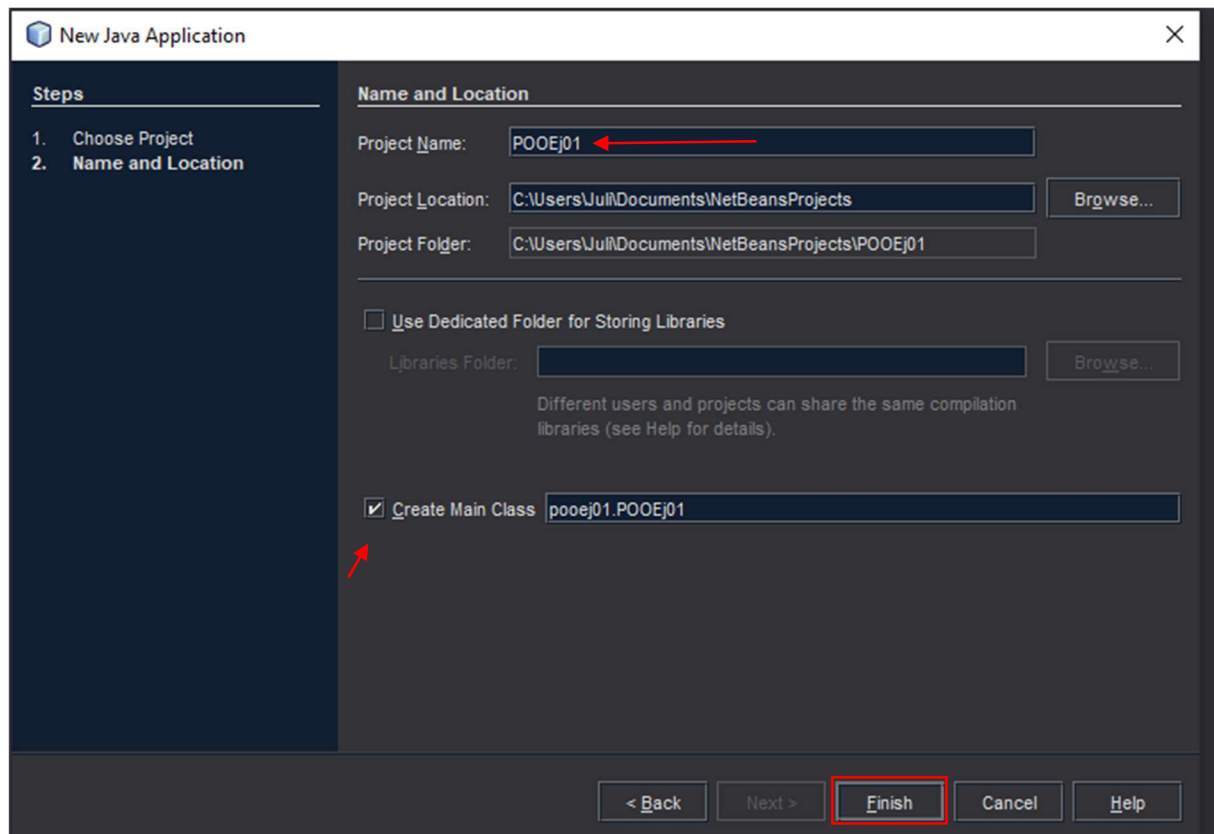 New Java Application
Steps
1. Choose Project
2. Name and Location
Name and Location
Project Name: POOEj01
Project Location: C:\Users\Juli\Documents\NetBeansProjects Browse...
Project Folder: C:\Users\Juli\Documents\NetBeansProjects\POOEj01
Use Dedicated Folder for Storing Libraries
Libraries Folder: Browse...
Different users and projects can share the same compilation
libraries (see Help for details).
Create Main Class pooej01.POOEj01
< Back Next > Finish Cancel Help